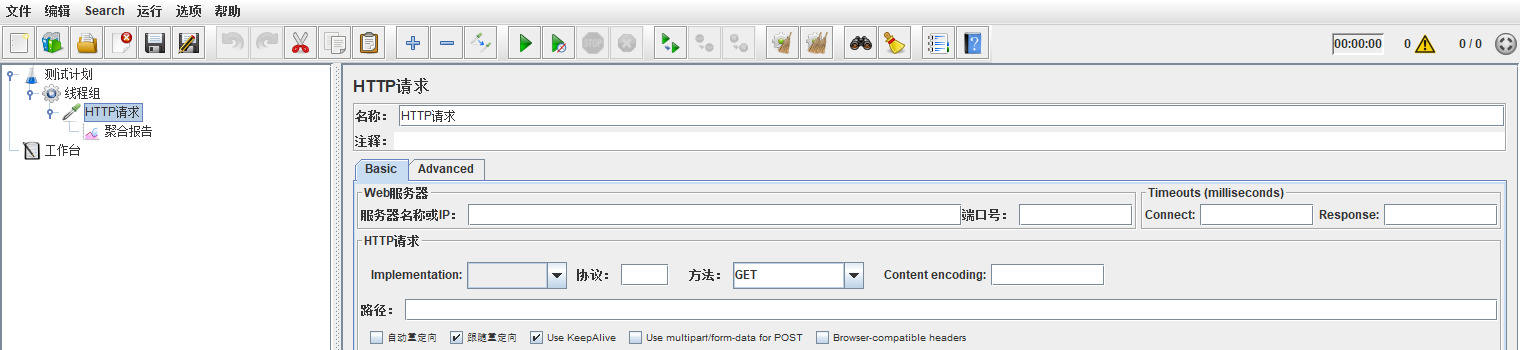 文件 编辑 Search 运行 选项 帮助
STOP 00:00:00 0 0 / 0
测试计划
线程组
HTTP请求
聚合报告
工作台
HTTP请求
名称： HTTP请求
注释：
Basic Advanced
Web服务器 Timeouts (milliseconds)
服务器名称或IP： 端口号： Connect: Response:
HTTP请求
Implementation: 协议： 方法： GET Content encoding:
路径：
自动重定向 跟随重定向 Use KeepAlive Use multipart/form-data for POST Browser-compatible headers